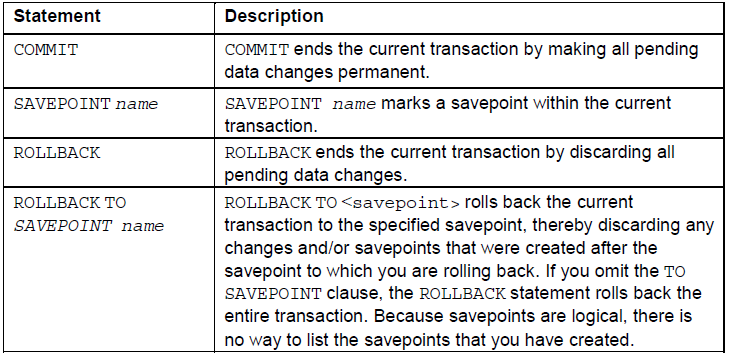 Statement Description
COMMIT COMMIT ends the current transaction by making all pending
data changes permanent.
SAVEPOINT name SAVEPOINT name marks a savepoint within the current
transaction.
ROLLBACK ROLLBACK ends the current transaction by discarding all
pending data changes.
ROLLBACK TO ROLLBACK TO <savepoint> rolls back the current
SAVEPOINT name transaction to the specified savepoint, thereby discarding any
changes and/or savepoints that were created after the
savepoint to which you are rolling back. If you omit the TO
SAVEPOINT clause, the ROLLBACK statement rolls back the
entire transaction. Because savepoints are logical, there is
no way to list the savepoints that you have created.